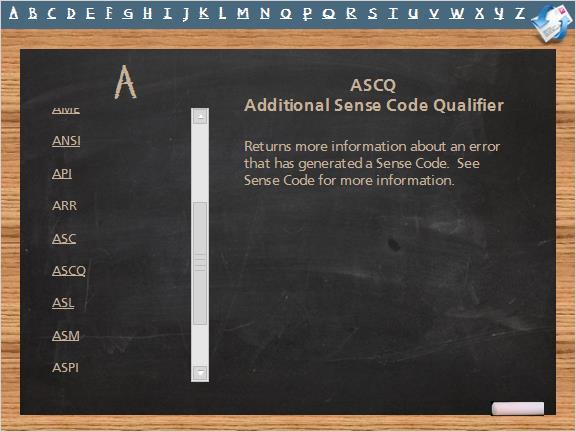 A B C D E F G H I J K L M N O P Q R S T U V W X Y Z
A
AME
ANSI
API
ARR
ASC
ASCQ
ASL
ASM
ASPI
ASCQ
Additional Sense Code Qualifier
Returns more information about an error
that has generated a Sense Code. See
Sense Code for more information.